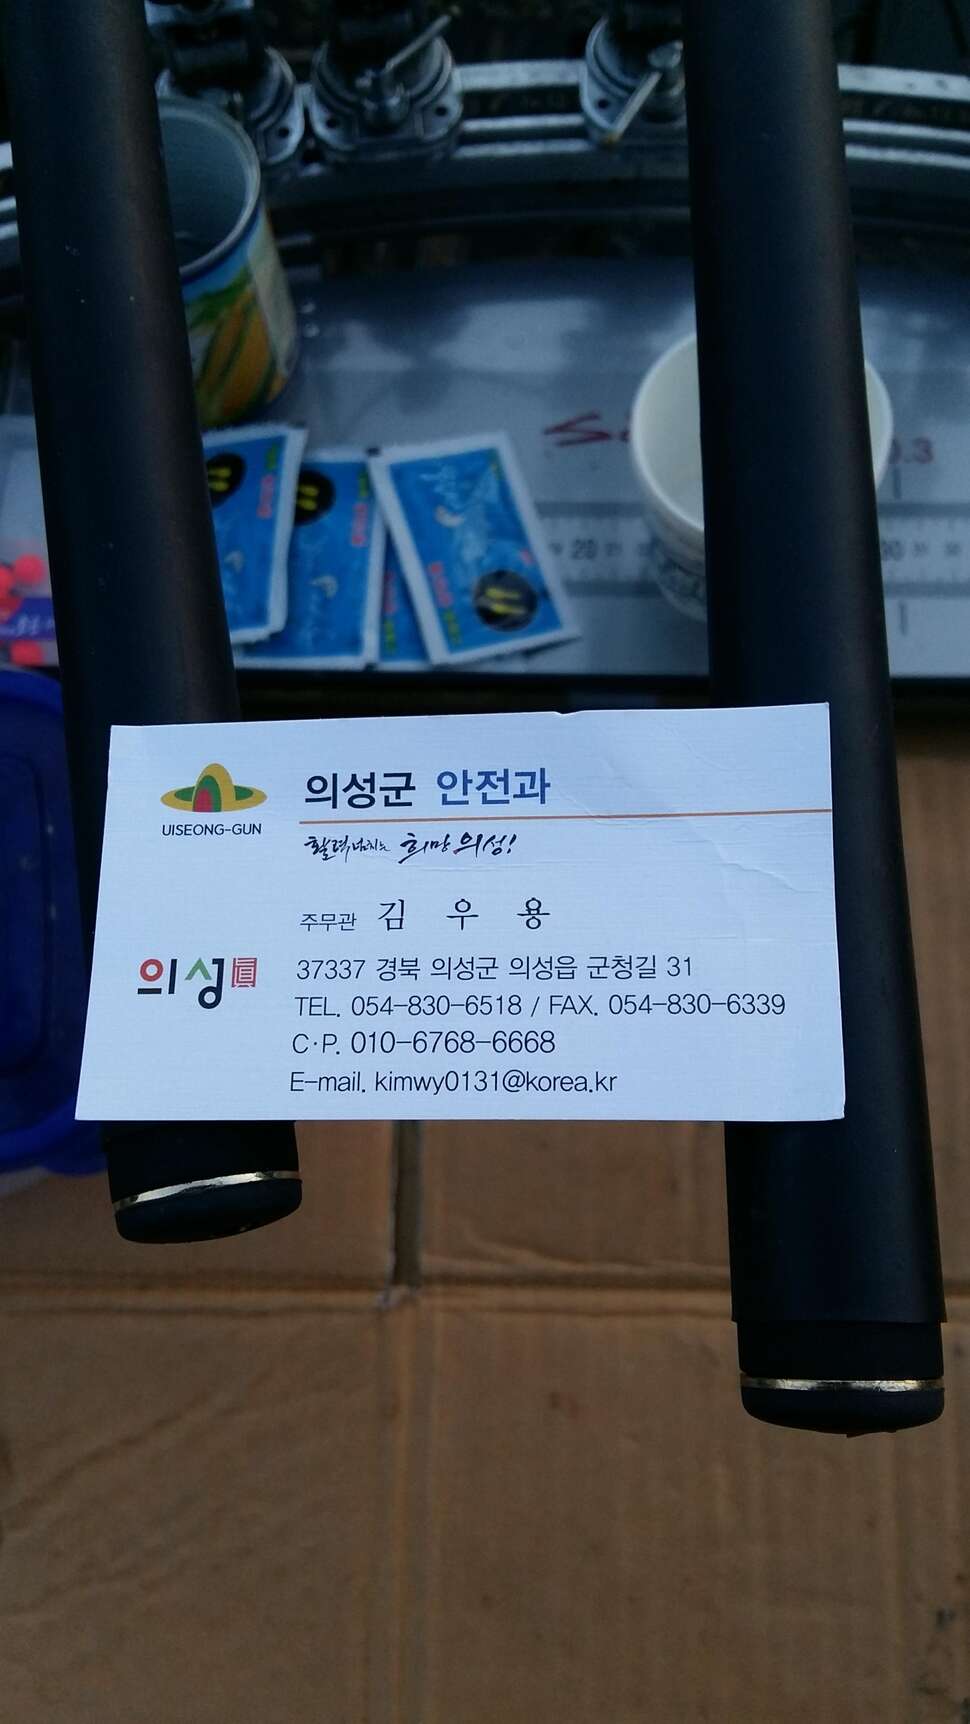 의성군 안전과
UISEONG-GUN
활력 넘치는 희망 의성!
주무관 김 우 용
의성 眞
37337 경북 의성군 의성읍 군청길 31
TEL. 054-830-6518 / FAX. 054-830-6339
C·P. 010-6768-6668
E-mail. kimwy0131@korea.kr
20